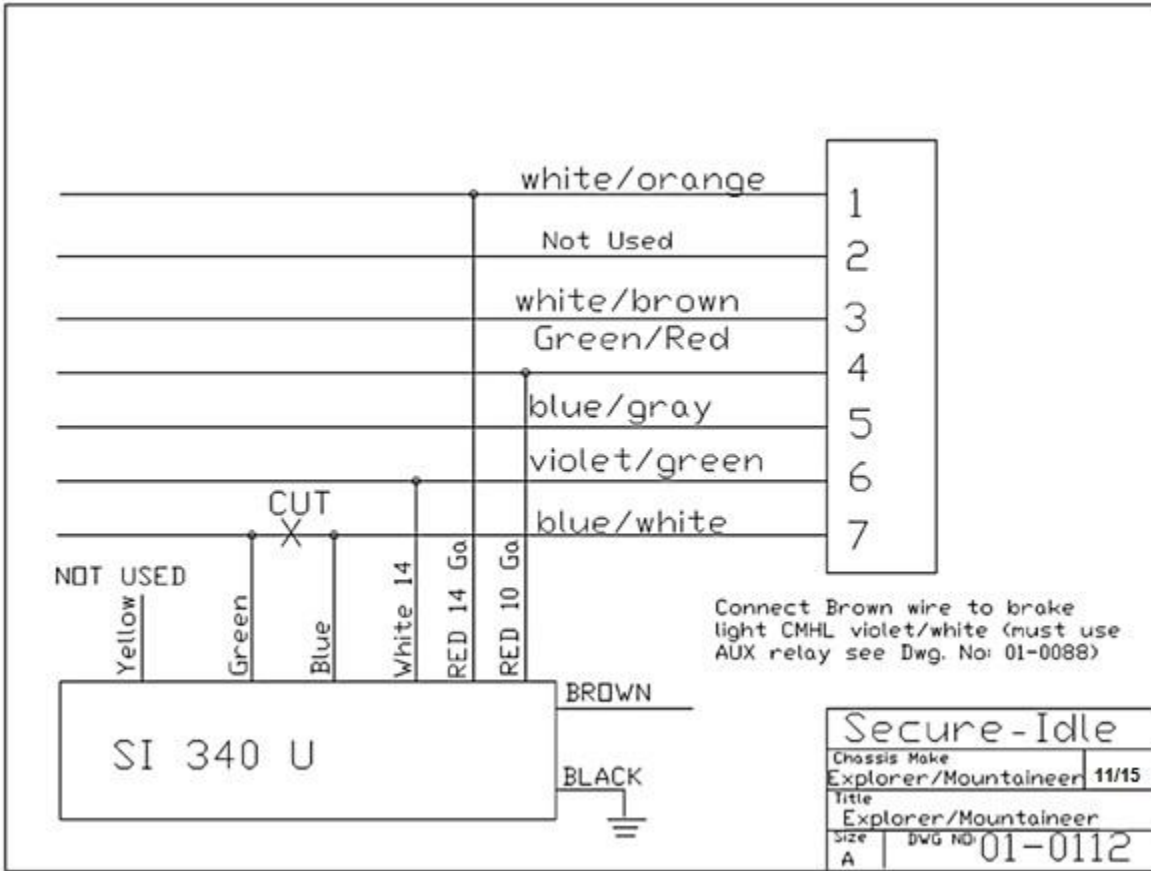 white/orange
1
Not Used
2
white/brown
3
Green/Red
4
blue/gray
5
violet/green
6
CUT
blue/white
7
NOT USED
Yellow
Green
Blue
White 14
RED 14 Ga
RED 10 Ga
Connect Brown wire to brake
light CMHL violet/white (must use
AUX relay see Dwg. No: 01-0088)
BROWN
SI 340 U
BLACK
Secure-Idle
Chassis Make
Explorer/Mountaineer 11/15
Title
Explorer/Mountaineer
Size
A
DWG NO: 01-0112